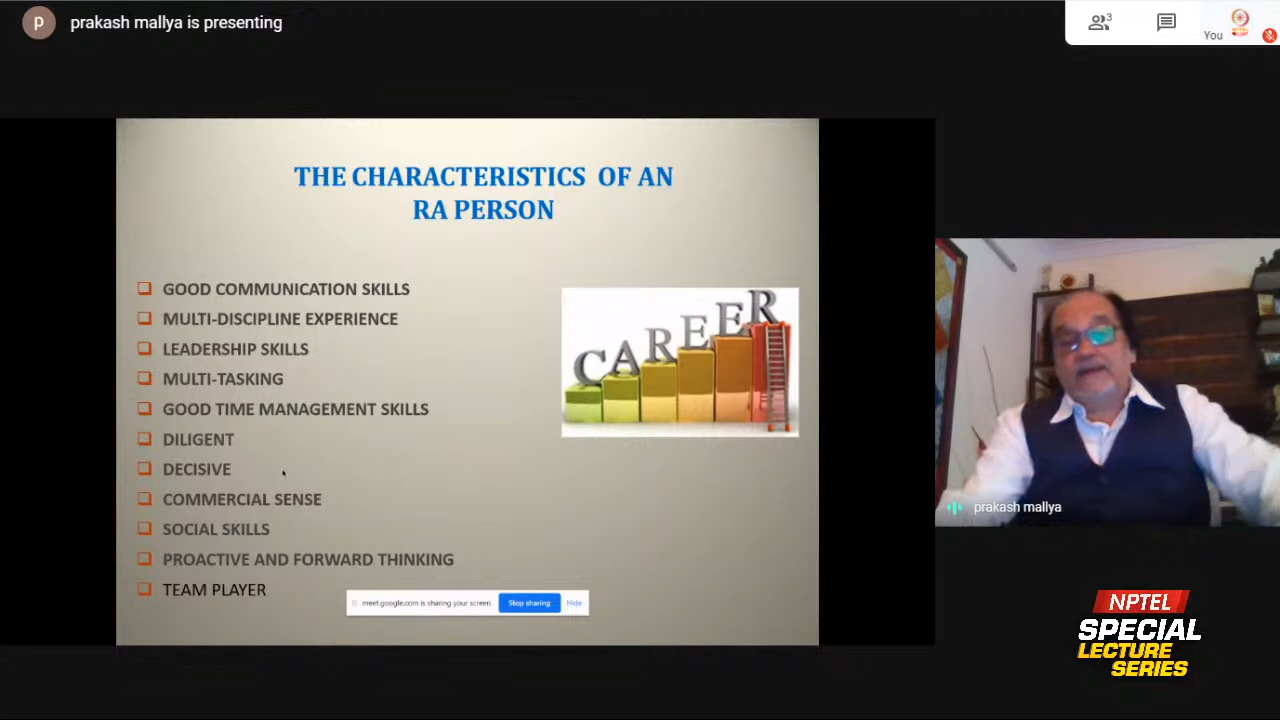 p
prakash mallya is presenting
3
You
THE CHARACTERISTICS OF AN
RA PERSON
GOOD COMMUNICATION SKILLS
MULTI-DISCIPLINE EXPERIENCE
LEADERSHIP SKILLS
MULTI-TASKING
GOOD TIME MANAGEMENT SKILLS
DILIGENT
DECISIVE
COMMERCIAL SENSE
SOCIAL SKILLS
PROACTIVE AND FORWARD THINKING
TEAM PLAYER
CAREER
meet.google.com is sharing your screen. Stop sharing Hide
prakash mallya
NPTEL
SPECIAL
LECTURE
SERIES